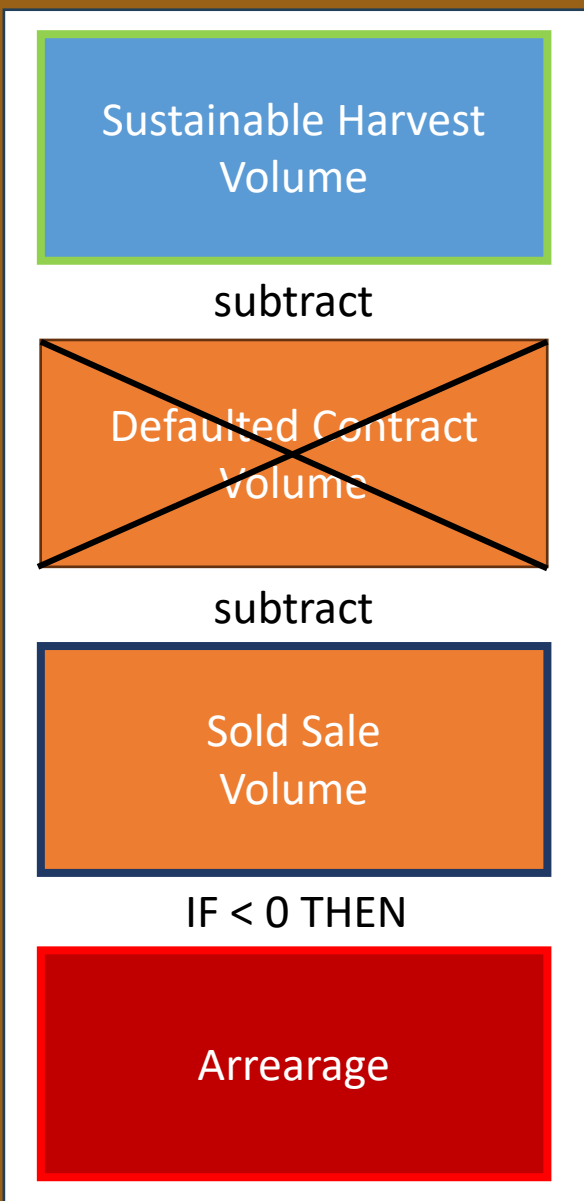 Sustainable Harvest
Volume
subtract
Defaulted Contract
Volume
subtract
Sold Sale
Volume
IF < 0 THEN
Arrearage